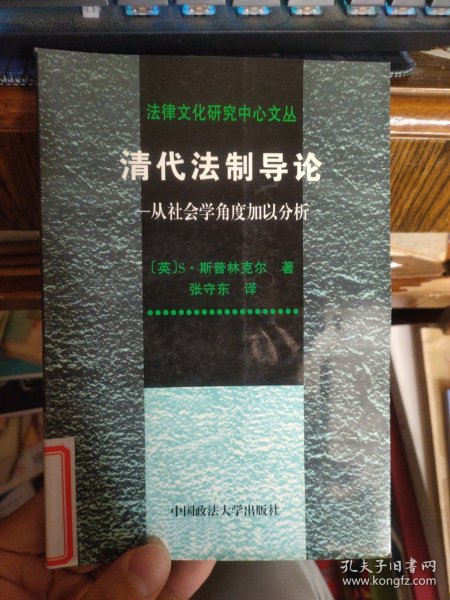 法律文化研究中心文丛
清代法制导论
—从社会学角度加以分析
〔英〕S·斯普林克尔 著
张守东 译
中国政法大学出版社
孔夫子旧书网
www.kongfz.com